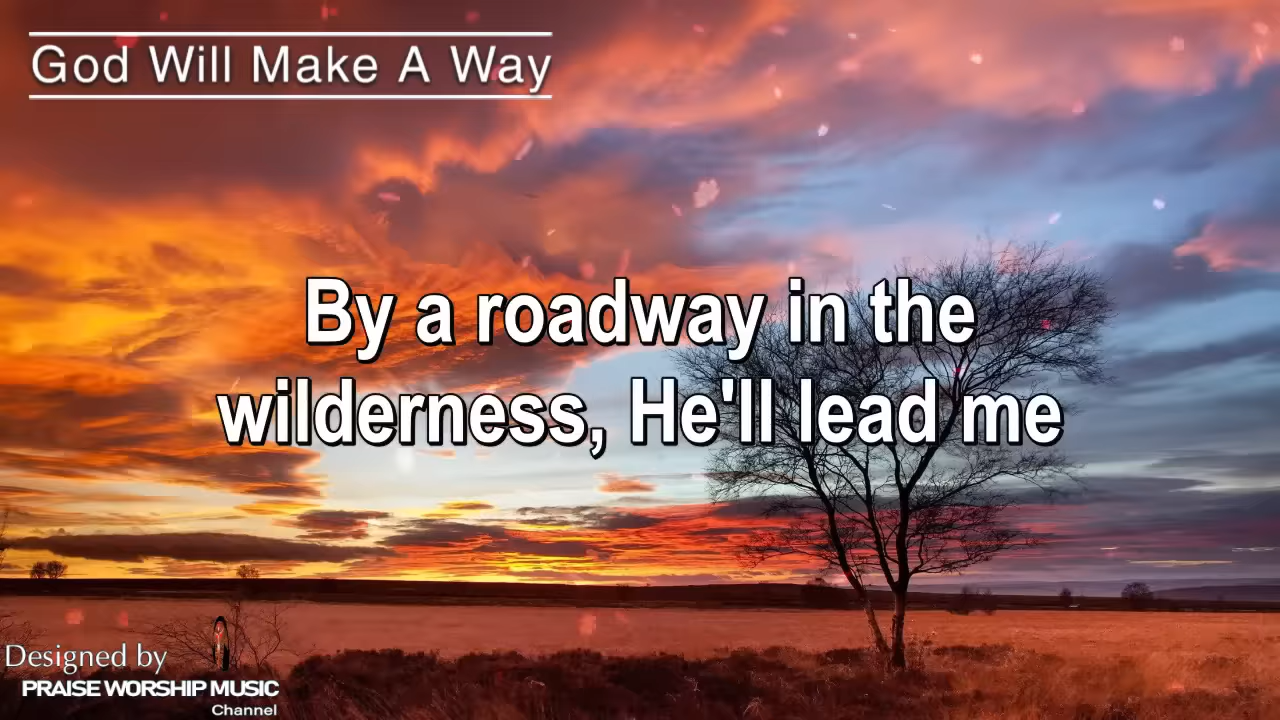 God Will Make A Way
By a roadway in the
wilderness, He'll lead me
Designed by
PRAISE WORSHIP MUSIC
Channel